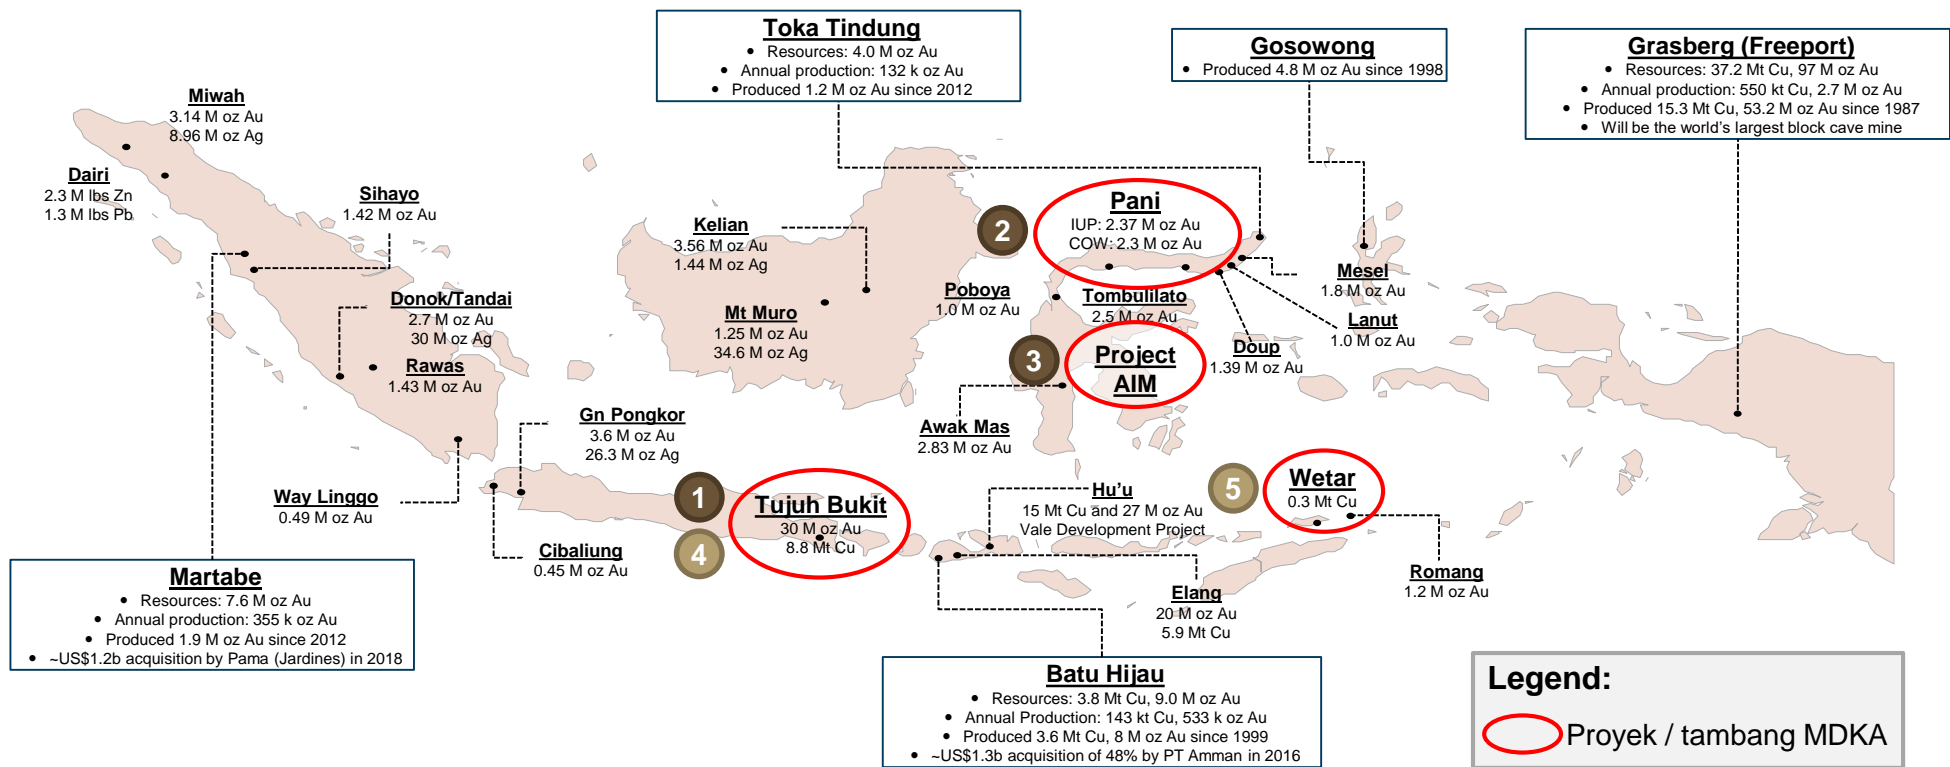 Toka Tindung
• Resources: 4.0 M oz Au
• Annual production: 132 k oz Au
• Produced 1.2 M oz Au since 2012
Gosowong
• Produced 4.8 M oz Au since 1998
Grasberg (Freeport)
• Resources: 37.2 Mt Cu, 97 M oz Au
• Annual production: 550 kt Cu, 2.7 M oz Au
• Produced 15.3 Mt Cu, 53.2 M oz Au since 1987
• Will be the world's largest block cave mine
Miwah
3.14 M oz Au
8.96 M oz Ag
Dairi
2.3 M lbs Zn
1.3 M lbs Pb
Sihayo
1.42 M oz Au
Kelian
3.56 M oz Au
1.44 M oz Ag
2
Pani
IUP: 2.37 M oz Au
COW: 2.3 M oz Au
Mesel
1.8 M oz Au
Donok/Tandai
2.7 M oz Au
30 M oz Ag
Mt Muro
1.25 M oz Au
34.6 M oz Ag
Poboya
1.0 M oz Au
Tombulilato
2.5 M oz Au
Lanut
1.0 M oz Au
Rawas
1.43 M oz Au
3
Project
AIM
Doup
1.39 M oz Au
Gn Pongkor
3.6 M oz Au
26.3 M oz Ag
Awak Mas
2.83 M oz Au
Way Linggo
0.49 M oz Au
1
4
Tujuh Bukit
30 M oz Au
8.8 Mt Cu
Hu'u
15 Mt Cu and 27 M oz Au
Vale Development Project
5
Wetar
0.3 Mt Cu
Cibaliung
0.45 M oz Au
Elang
20 M oz Au
5.9 Mt Cu
Romang
1.2 M oz Au
Martabe
• Resources: 7.6 M oz Au
• Annual production: 355 k oz Au
• Produced 1.9 M oz Au since 2012
• ~US$1.2b acquisition by Pama (Jardines) in 2018
Batu Hijau
• Resources: 3.8 Mt Cu, 9.0 M oz Au
• Annual Production: 143 kt Cu, 533 k oz Au
• Produced 3.6 Mt Cu, 8 M oz Au since 1999
• ~US$1.3b acquisition of 48% by PT Amman in 2016
Legend:
Proyek / tambang MDKA